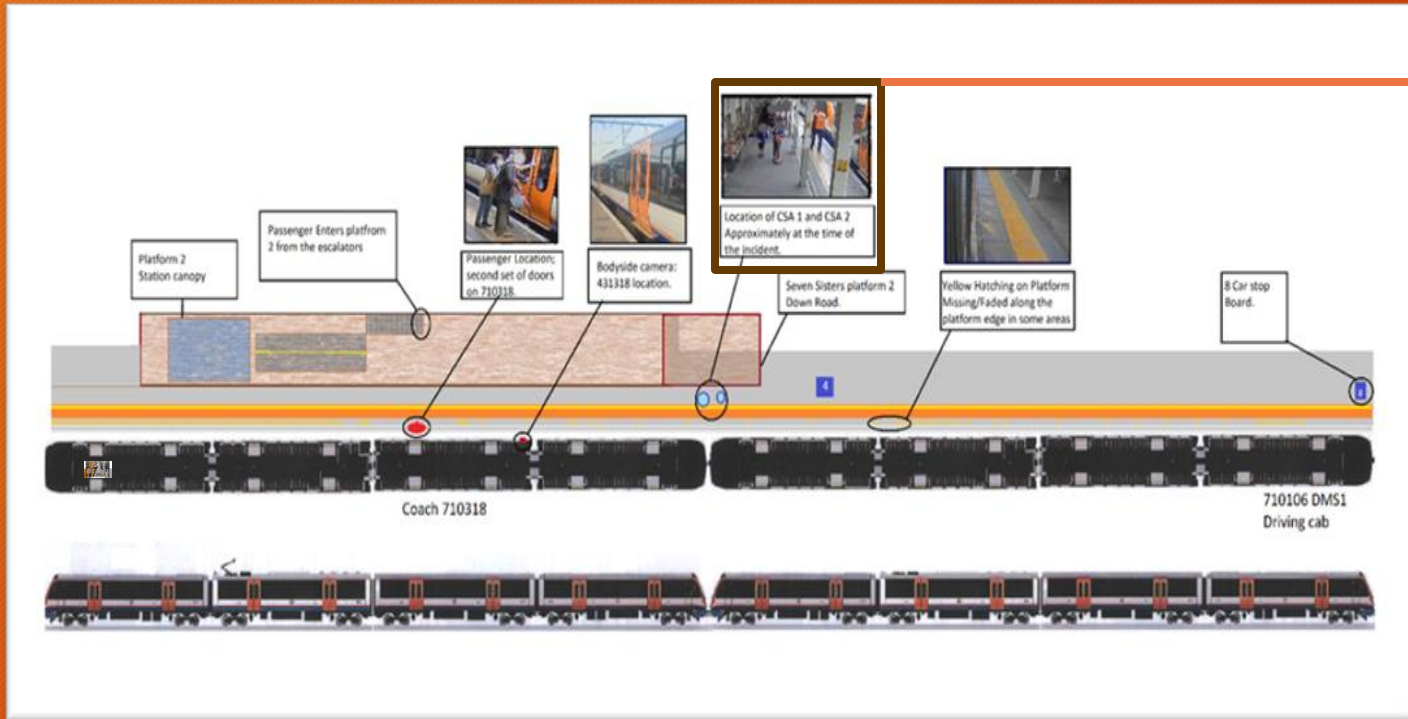 Location of CSA 1 and CSA 2
Approximately at the time of
the incident.
Passenger Enters platfrom
2 from the escalators
Platform 2
Station canopy
Passenger Location;
second set of doors
on 710318.
Bodyside camera:
431318 location.
Seven Sisters platform 2
Down Road.
Yellow Hatching on Platform
Missing/Faded along the
platform edge in some areas
8 Car stop
Board.
4
8
Coach 710318
710106 DMS1
Driving cab